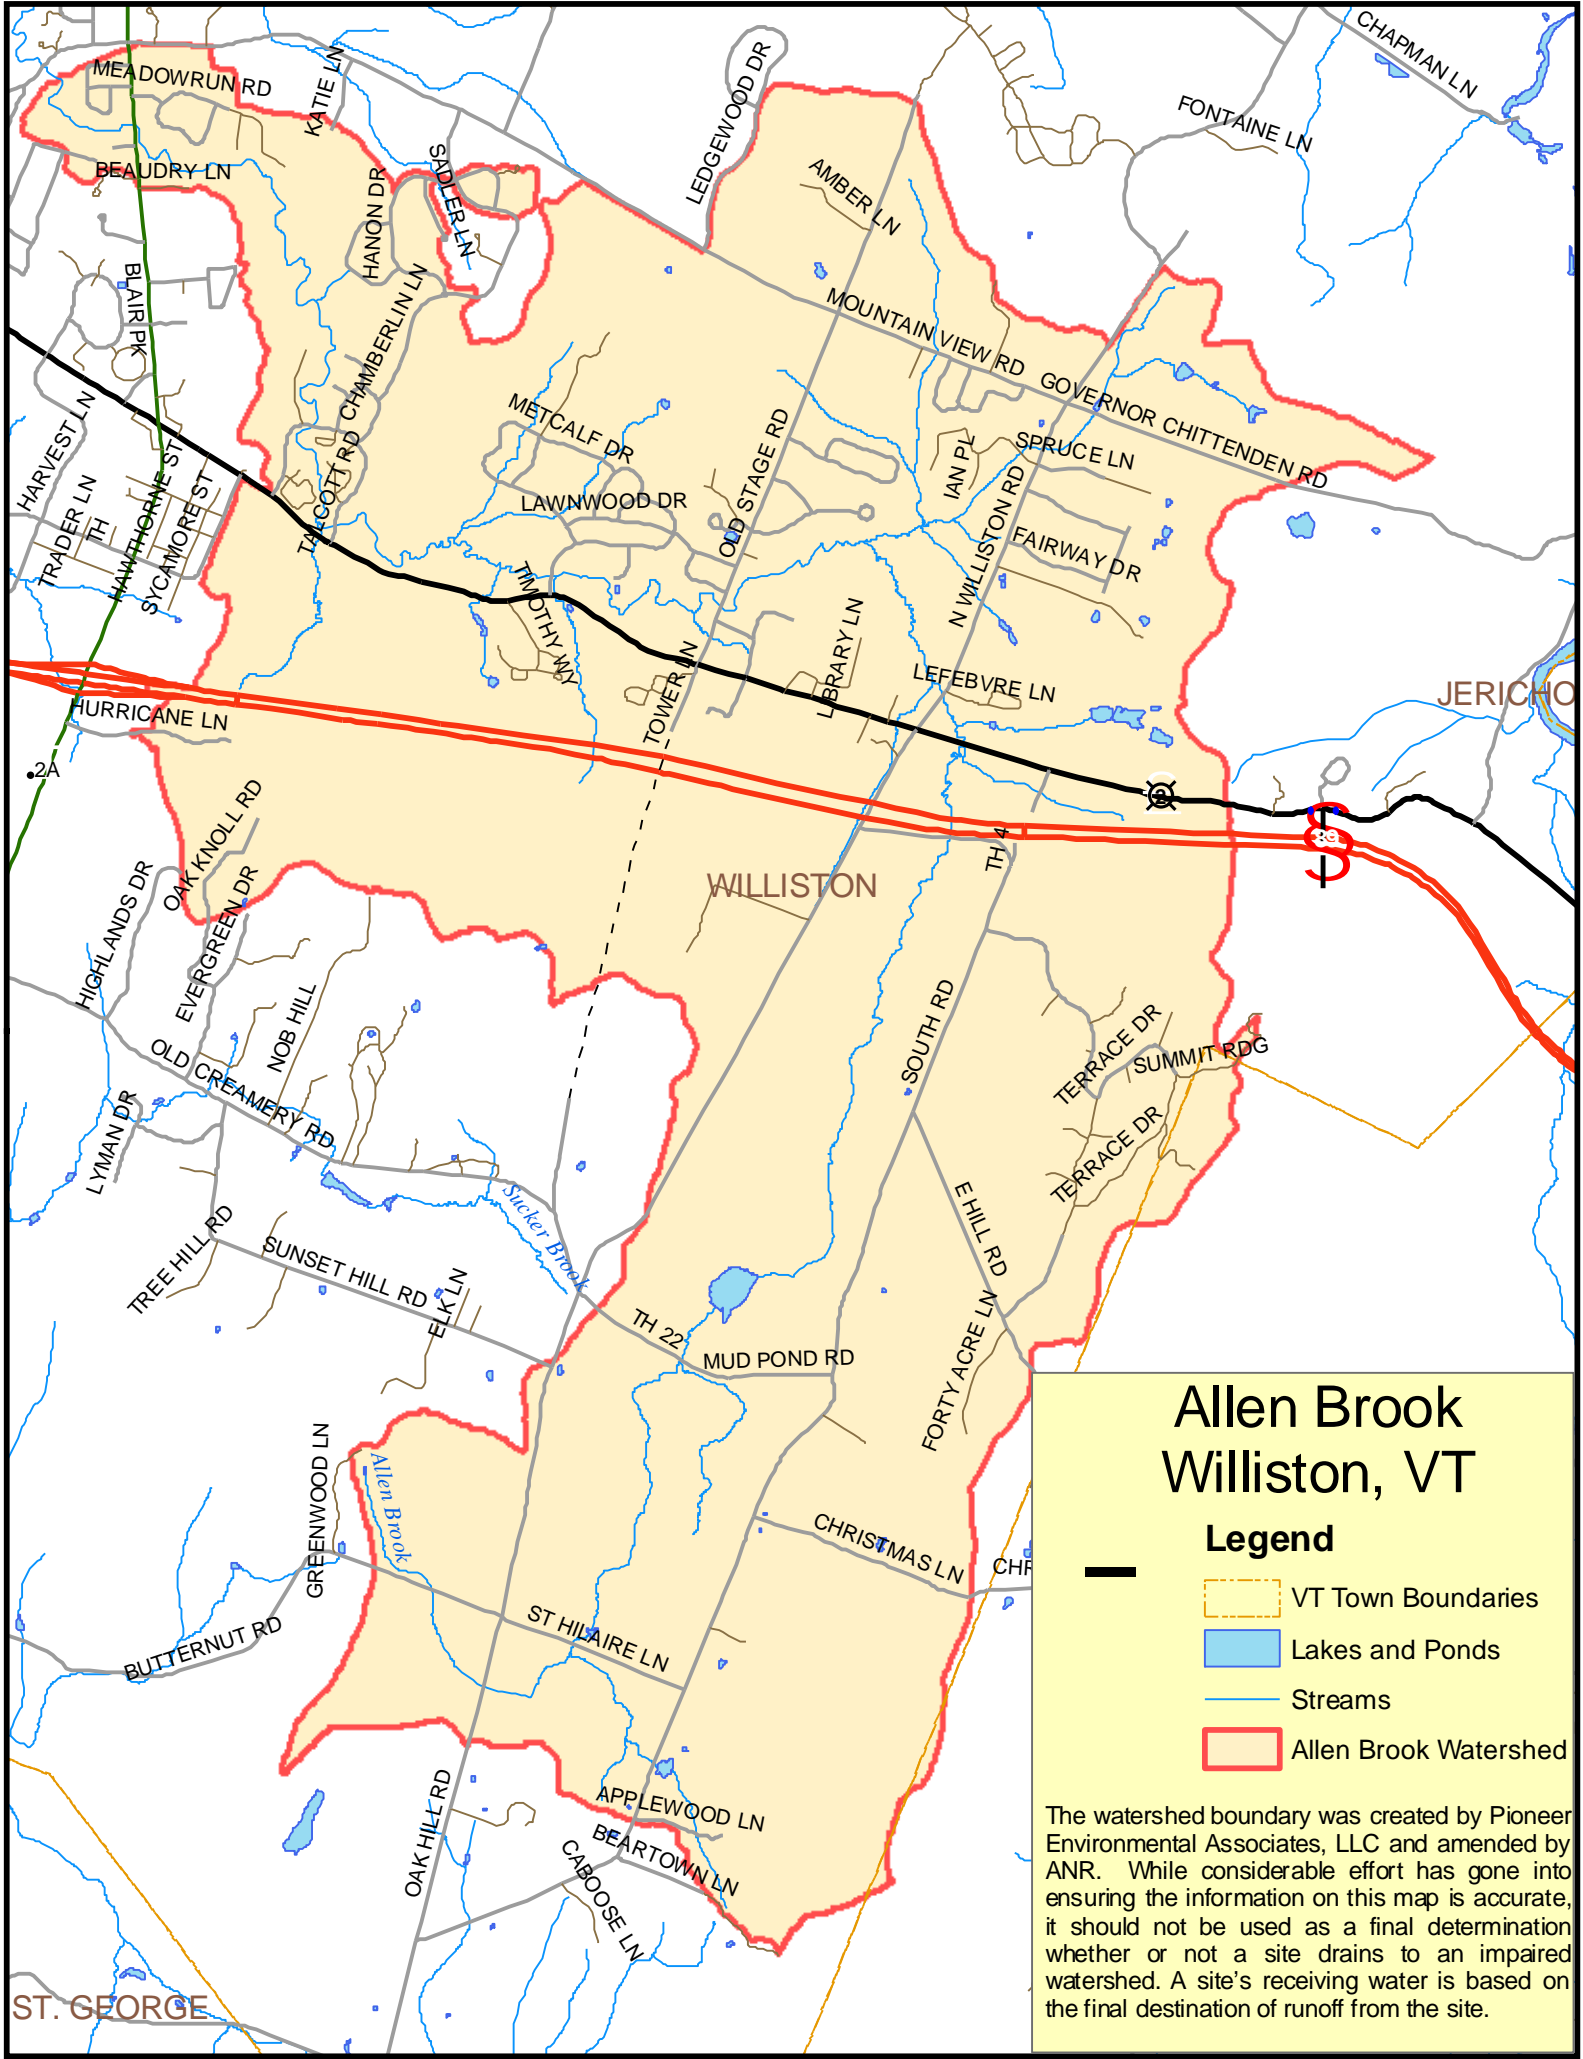 CHAPMAN LN
MEADOWRUN RD
KATIE LN
LEDGEWOOD DR
FONTAINE LN
BEAUDRY LN
HANON DR
SADLER LN
AMBER LN
BLAIR PK
CHAMBERLIN LN
MOUNTAIN VIEW RD
GOVERNOR CHITTENDEN RD
HARVEST LN
METCALF DR
OLD STAGE RD
IAN PL
SPRUCE LN
TRADER LN
TH
HAWTHORNE ST
SYCAMORE ST
TALCOTT RD
LAWNWOOD DR
N WILLISTON RD
FAIRWAY DR
TIMOTHY WY
TOWER LN
LIBRARY LN
LEFEBVRE LN
JERICHO
HURRICANE LN
2A
2
89
OAK KNOLL RD
TH 4
WILLISTON
HIGHLANDS DR
EVERGREEN DR
NOB HILL
SOUTH RD
TERRACE DR
SUMMIT RDG
OLD CREAMERY RD
LYMAN DR
TERRACE DR
Sucker Brook
E HILL RD
TREE HILL RD
SUNSET HILL RD
ELK LN
TH 22
MUD POND RD
FORTY ACRE LN
GREENWOOD LN
Allen Brook
CHRISTMAS LN
CHR
BUTTERNUT RD
ST HILAIRE LN
OAK HILL RD
APPLEWOOD LN
BEARTOWN LN
CABOOSE LN
ST. GEORGE
Allen Brook
Williston, VT
Legend
VT Town Boundaries
Lakes and Ponds
Streams
Allen Brook Watershed
The watershed boundary was created by Pioneer
Environmental Associates, LLC and amended by
ANR. While considerable effort has gone into
ensuring the information on this map is accurate,
it should not be used as a final determination
whether or not a site drains to an impaired
watershed. A site's receiving water is based on
the final destination of runoff from the site.